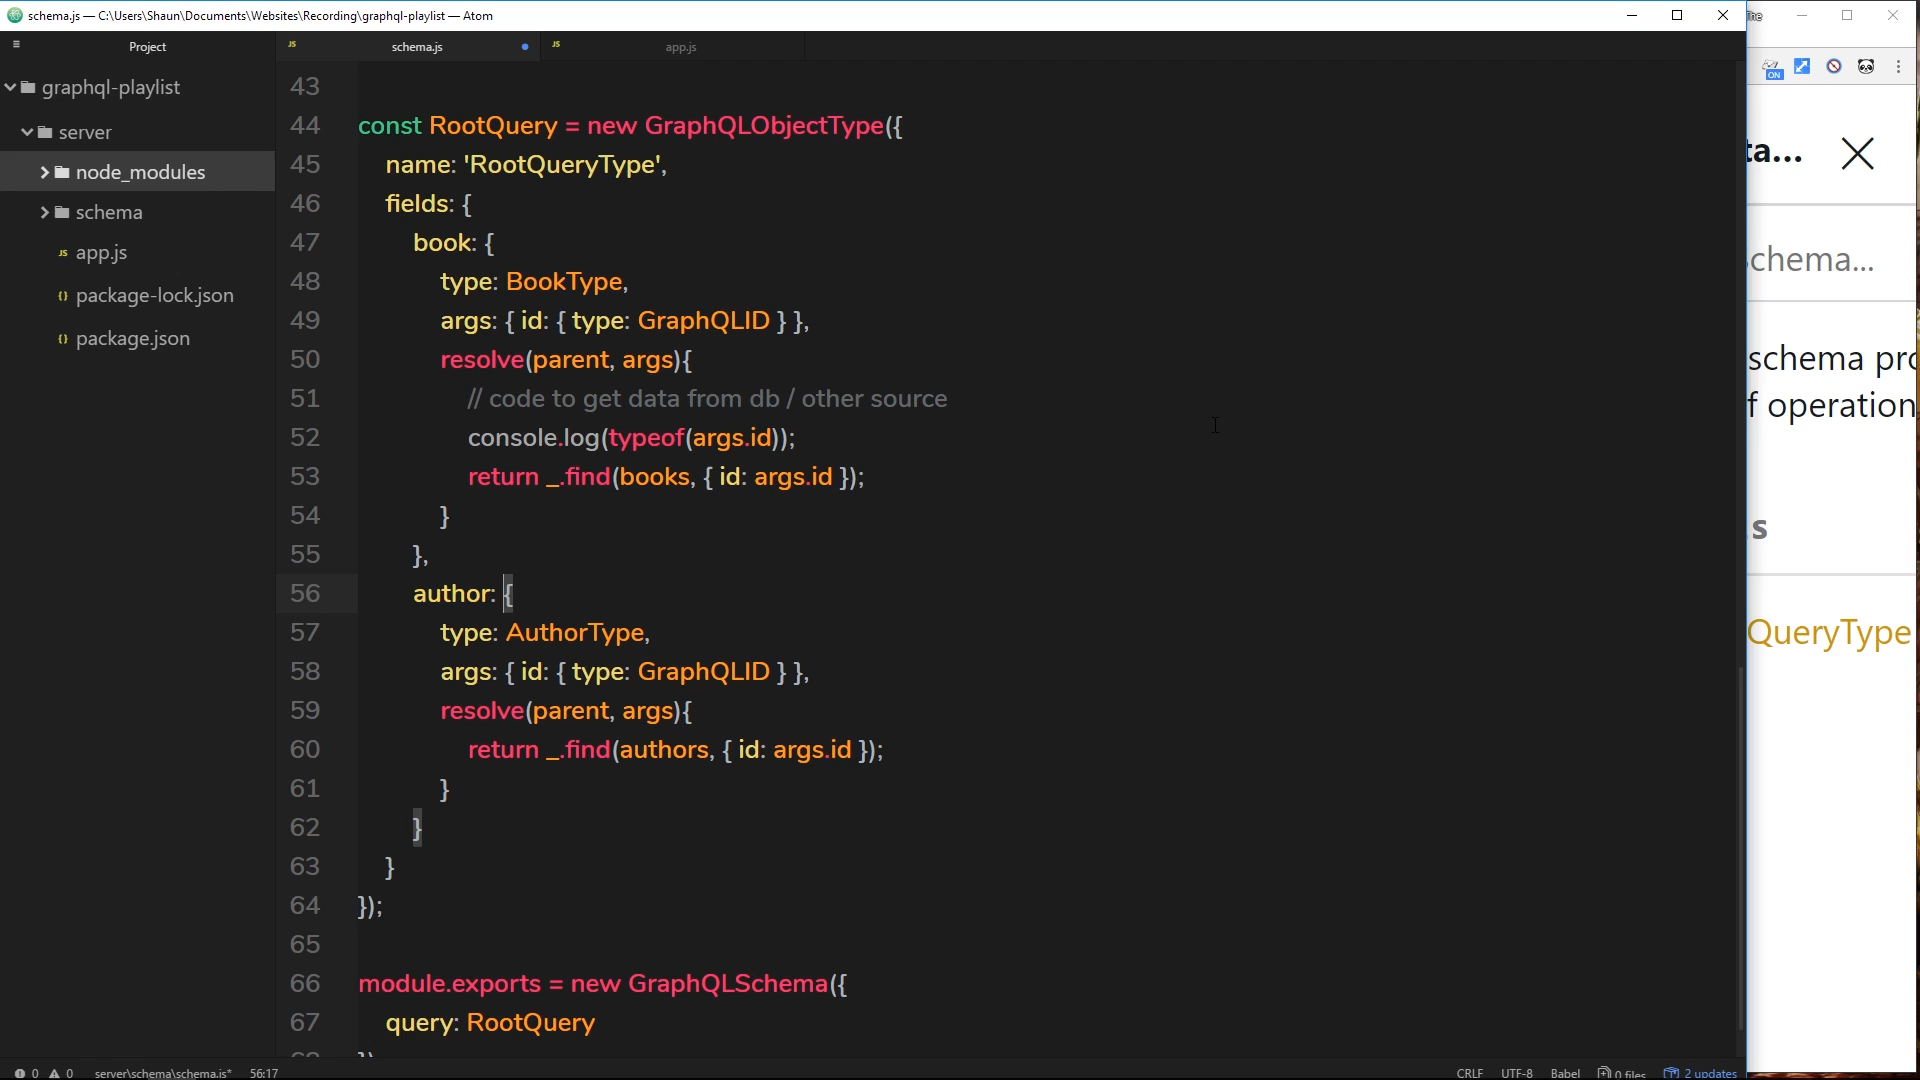 schema.js — C:\Users\Shaun\Documents\Websites\Recording\graphql-playlist — Atom
Project
schema.js
app.js
graphql-playlist
server
node_modules
schema
app.js
package-lock.json
package.json
43
44 const RootQuery = new GraphQLObjectType({
45 name: 'RootQueryType',
46 fields: {
47 book: {
48 type: BookType,
49 args: { id: { type: GraphQLID } },
50 resolve(parent, args){
51 // code to get data from db / other source
52 console.log(typeof(args.id));
53 return _.find(books, { id: args.id });
54 }
55 },
56 author: {
57 type: AuthorType,
58 args: { id: { type: GraphQLID } },
59 resolve(parent, args){
60 return _.find(authors, { id: args.id });
61 }
62 }
63 }
64 });
65
66 module.exports = new GraphQLSchema({
67 query: RootQuery
68 })
0 0 server\schema\schema.js* 56:17
CRLF UTF-8 Babel 0 files 2 updates
ON
ta...
schema...
schema pro
f operation
s
QueryType